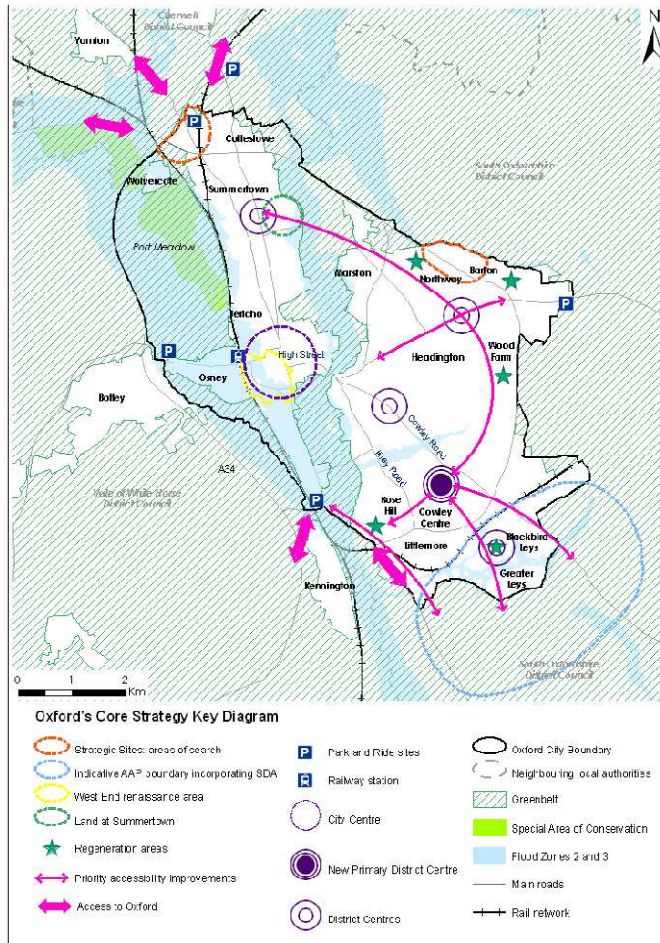 Cherwell
District Council
Yarnton
N
P
P
Cutteslowe
South Oxfordshire
District Council
Wolvercote
Summertown
Port Meadow
Marston
Northway
Barton
Jericho
P
P
High Street
Headington
Wood
Farm
Osney
Botley
Cowley Road
Iffley Road
A34
Vale of White Horse
District Council
P
Rose
Hill
Cowley
Centre
Blackbird
Leys
Littlemore
Greater
Leys
Kennington
South Oxfordshire
District Council
0 1 2
Km
Oxford's Core Strategy Key Diagram
Strategic Sites: areas of search
Indicative AAP boundary incorporating SDA
West End renaissance area
Land at Summertown
Regeneration areas
Priority accessibility improvements
Access to Oxford
P Park and Ride sites
Railway station
City Centre
New Primary District Centre
District Centres
Oxford City Boundary
Neighbouring local authorities
Greenbelt
Special Area of Conservation
Flood Zones 2 and 3
Main roads
Rail network